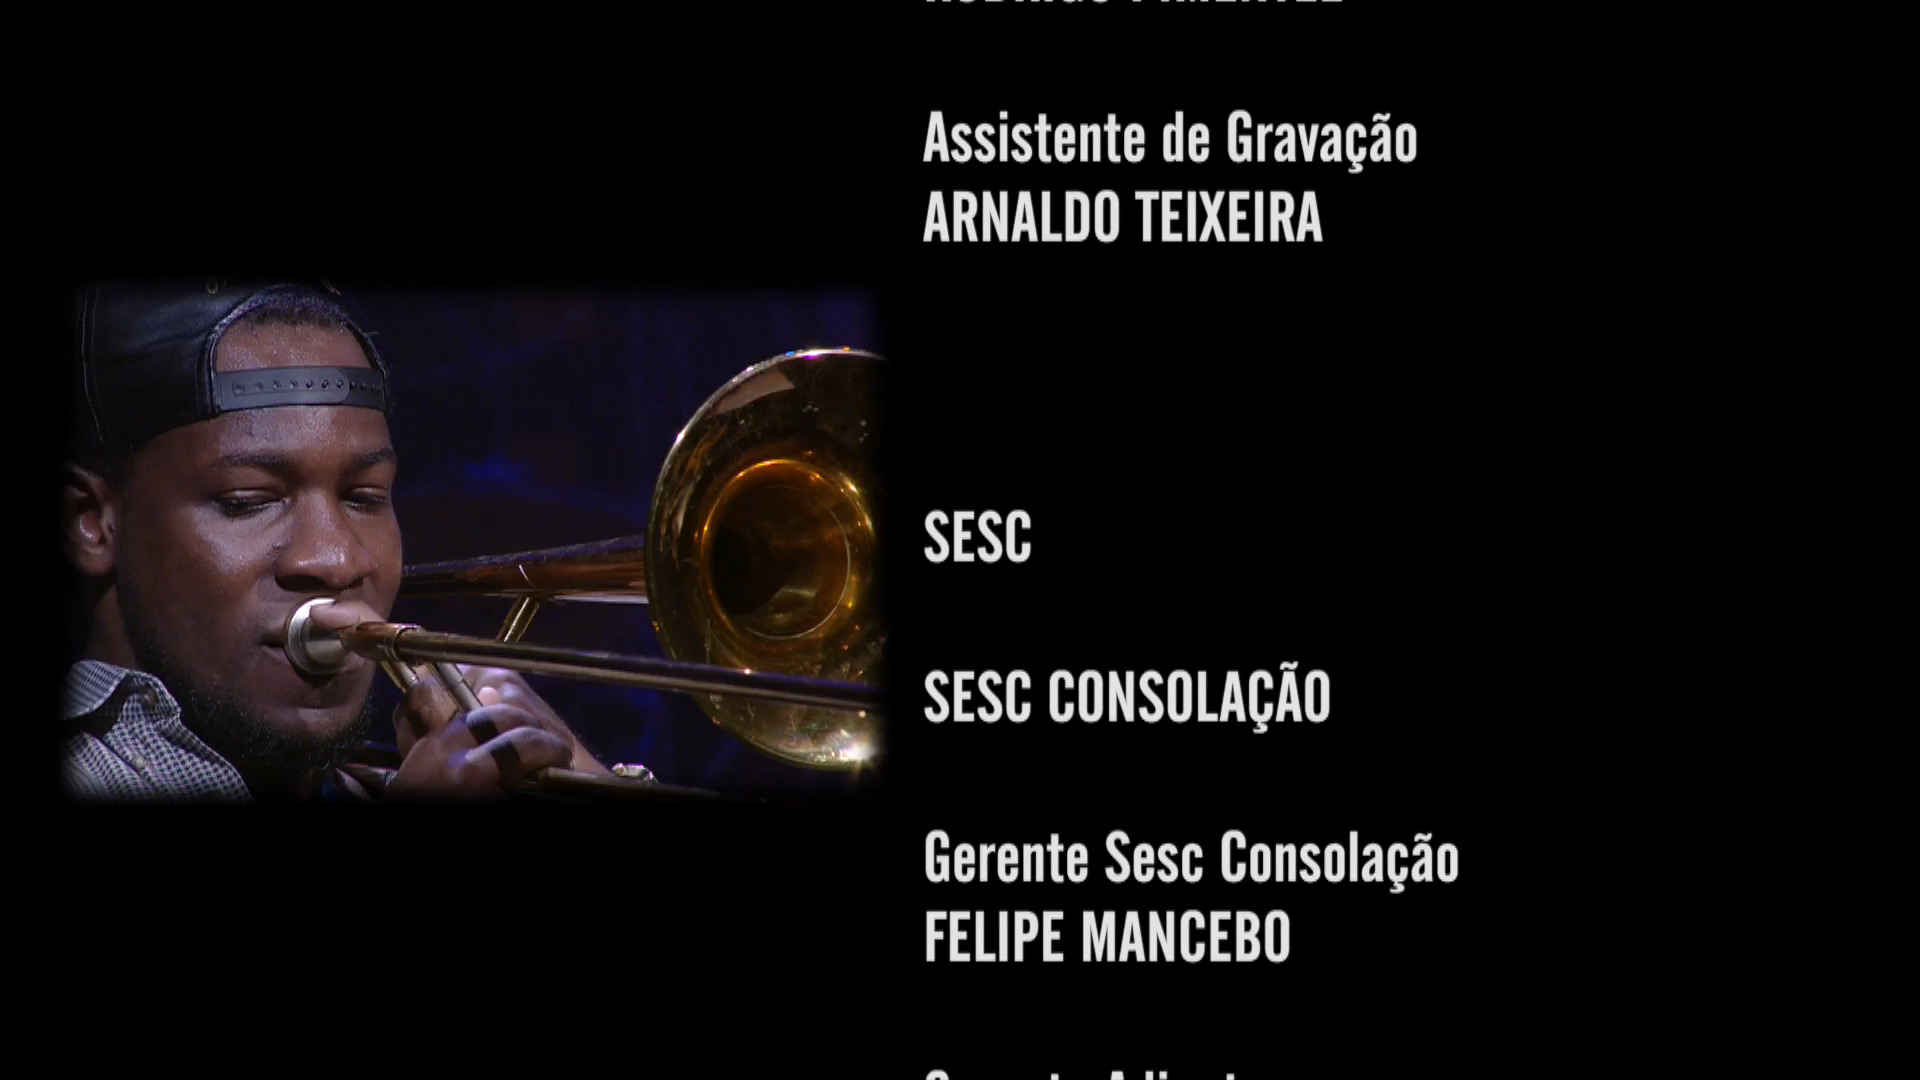 Assistente de Gravação
ARNALDO TEIXEIRA
SESC
SESC CONSOLAÇÃO
Gerente Sesc Consolação
FELIPE MANCEBO